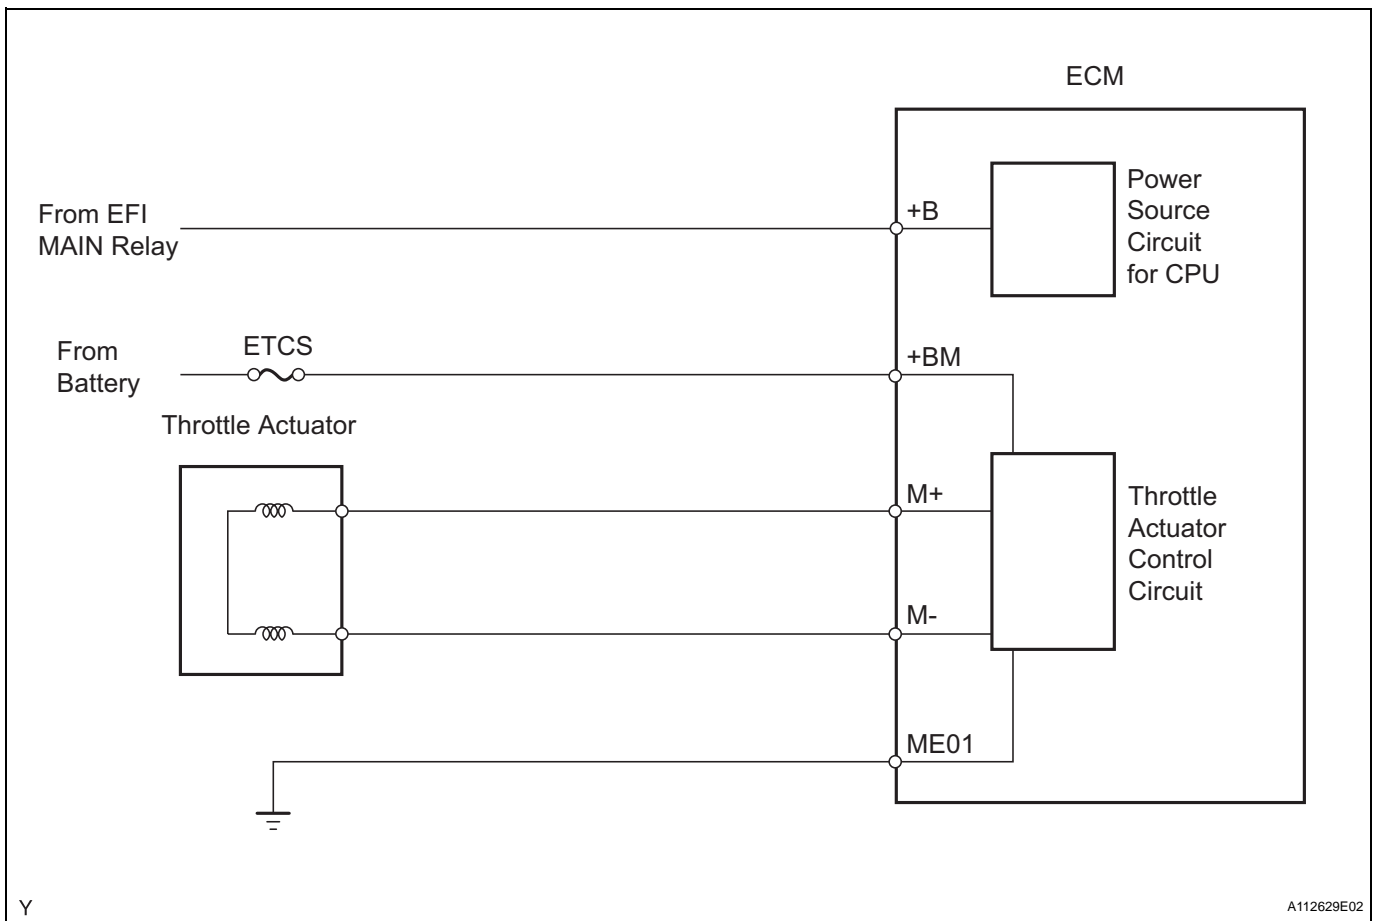 ECM
From EFI
MAIN Relay
+B
Power
Source
Circuit
for CPU
From
Battery
ETCS
+BM
Throttle Actuator
M+
Throttle
Actuator
Control
Circuit
M-
ME01
Y
A112629E02